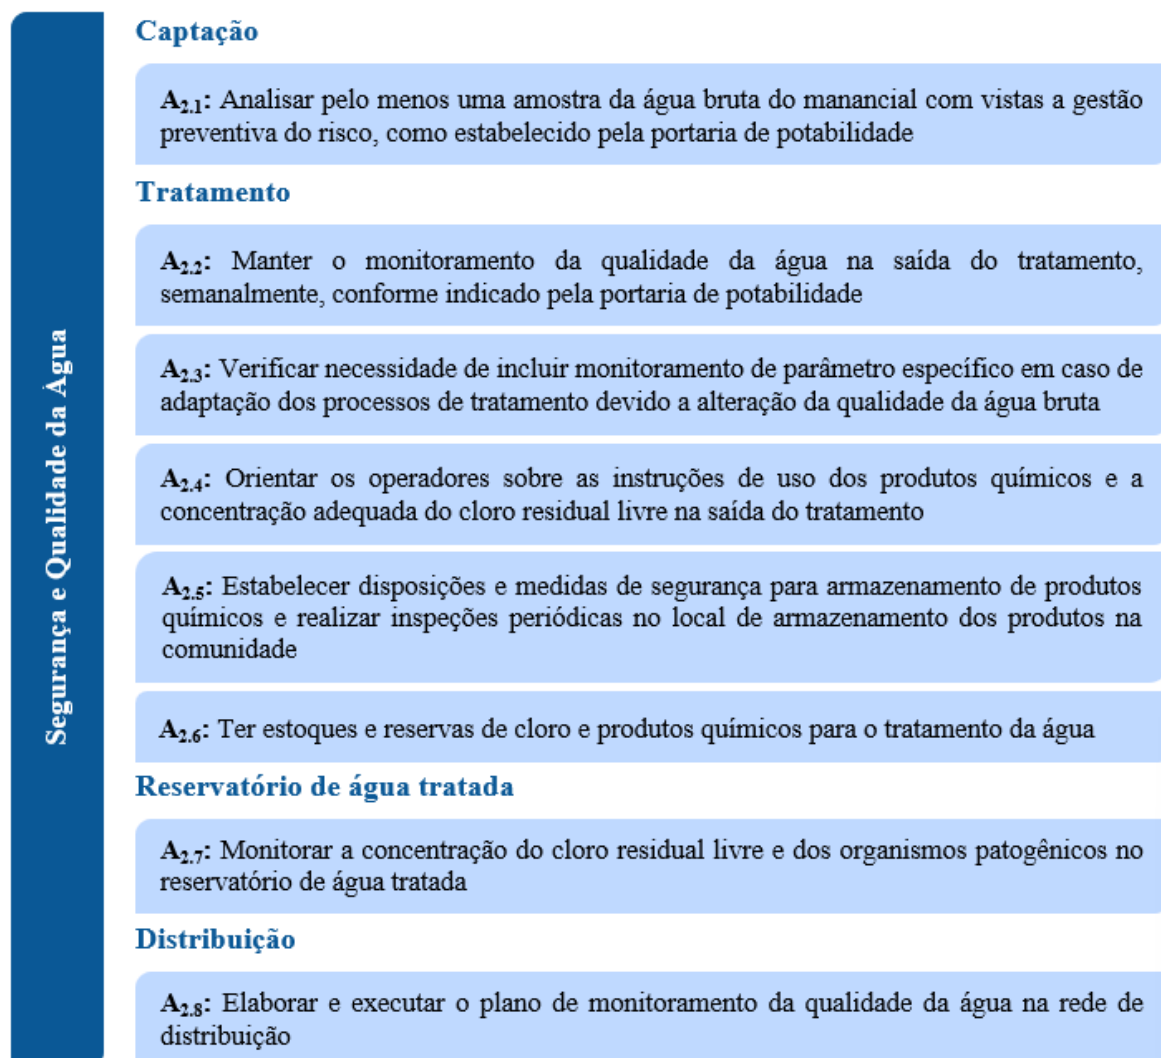 Segurança e Qualidade da Água
Captação
A2.1: Analisar pelo menos uma amostra da água bruta do manancial com vistas a gestão
preventiva do risco, como estabelecido pela portaria de potabilidade
Tratamento
A2.2: Manter o monitoramento da qualidade da água na saída do tratamento,
semanalmente, conforme indicado pela portaria de potabilidade
A2.3: Verificar necessidade de incluir monitoramento de parâmetro específico em caso de
adaptação dos processos de tratamento devido a alteração da qualidade da água bruta
A2.4: Orientar os operadores sobre as instruções de uso dos produtos químicos e a
concentração adequada do cloro residual livre na saída do tratamento
A2.5: Estabelecer disposições e medidas de segurança para armazenamento de produtos
químicos e realizar inspeções periódicas no local de armazenamento dos produtos na
comunidade
A2.6: Ter estoques e reservas de cloro e produtos químicos para o tratamento da água
Reservatório de água tratada
A2.7: Monitorar a concentração do cloro residual livre e dos organismos patogênicos no
reservatório de água tratada
Distribuição
A2.8: Elaborar e executar o plano de monitoramento da qualidade da água na rede de
distribuição